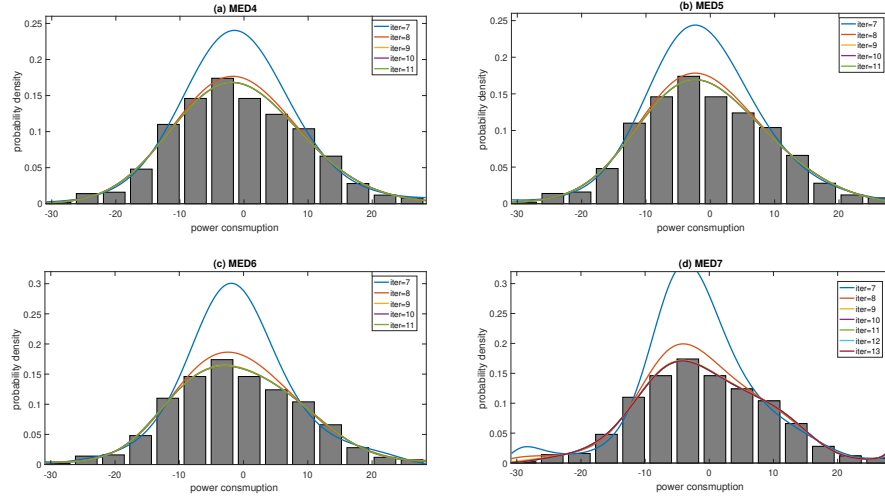 (a) MED4
0.25
0.2
0.15
0.1
0.05
0
probability density
-30
-20
-10
0
10
20
power consmuption
iter=7
iter=8
iter=9
iter=10
iter=11
(b) MED5
0.25
0.2
0.15
0.1
0.05
0
probability density
-30
-20
-10
0
10
20
power consmuption
iter=7
iter=8
iter=9
iter=10
iter=11
(c) MED6
0.3
0.25
0.2
0.15
0.1
0.05
0
probability density
-30
-20
-10
0
10
20
power consmuption
iter=7
iter=8
iter=9
iter=10
iter=11
(d) MED7
0.3
0.25
0.2
0.15
0.1
0.05
0
probability density
-30
-20
-10
0
10
20
power consmuption
iter=7
iter=8
iter=9
iter=10
iter=11
iter=12
iter=13